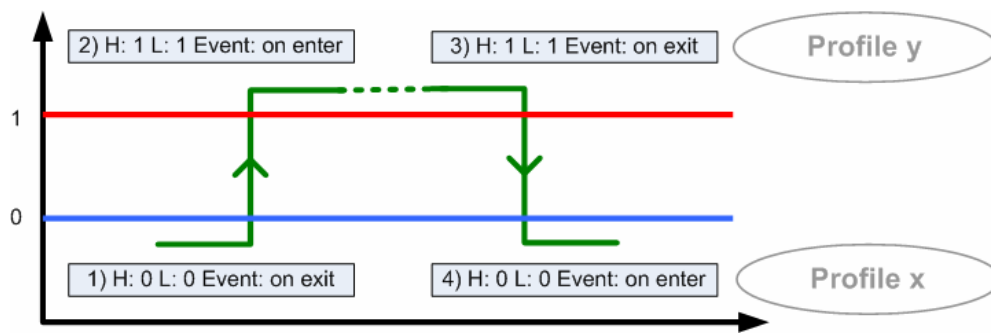 2) H: 1 L: 1 Event: on enter
3) H: 1 L: 1 Event: on exit
Profile y
1
0
1) H: 0 L: 0 Event: on exit
4) H: 0 L: 0 Event: on enter
Profile x